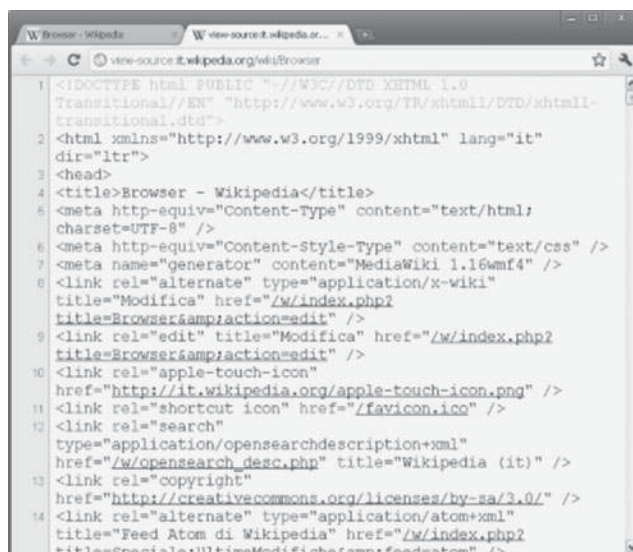 Browser - Wikipedia
view-source:it.wikipedia.or...
view-source:it.wikipedia.org/wiki/Browser
1 <!DOCTYPE html PUBLIC "-//W3C//DTD XHTML 1.0
Transitional//EN" "http://www.w3.org/TR/xhtml1/DTD/xhtml1-
transitional.dtd">
2 <html xmlns="http://www.w3.org/1999/xhtml" lang="it"
dir="ltr">
3 <head>
4 <title>Browser - Wikipedia</title>
5 <meta http-equiv="Content-Type" content="text/html;
charset=UTF-8" />
6 <meta http-equiv="Content-Style-Type" content="text/css" />
7 <meta name="generator" content="MediaWiki 1.16wmf4" />
8 <link rel="alternate" type="application/x-wiki"
title="Modifica" href="/w/index.php?
title=Browser&amp;action=edit" />
9 <link rel="edit" title="Modifica" href="/w/index.php?
title=Browser&amp;action=edit" />
10 <link rel="apple-touch-icon"
href="http://it.wikipedia.org/apple-touch-icon.png" />
11 <link rel="shortcut icon" href="/favicon.ico" />
12 <link rel="search"
type="application/opensearchdescription+xml"
href="/w/opensearch_desc.php" title="Wikipedia (it)" />
13 <link rel="copyright"
href="http://creativecommons.org/licenses/by-sa/3.0/" />
14 <link rel="alternate" type="application/atom+xml"
title="Feed Atom di Wikipedia" href="/w/index.php?
title=Speciale:UltimeModifiche&amp;feed=atom" />